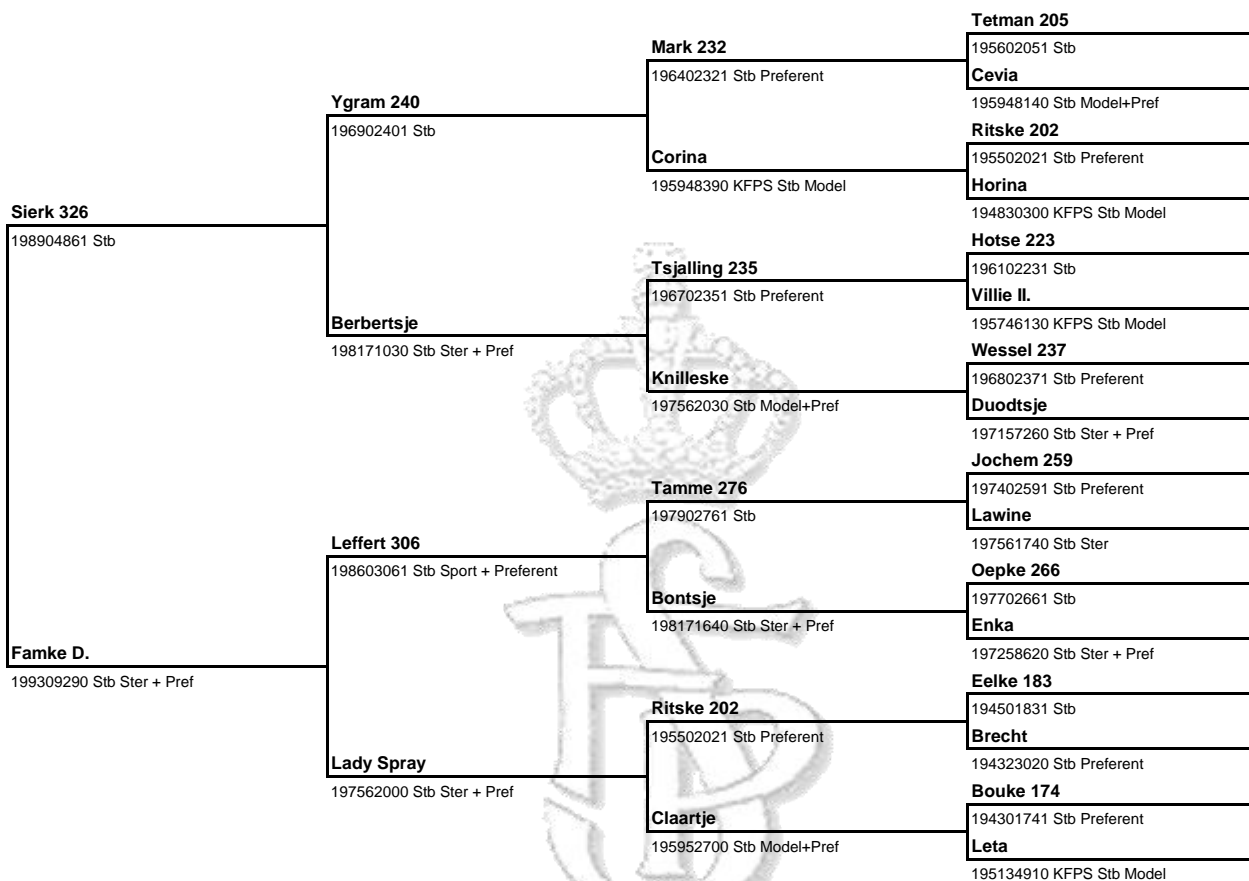 Tetman 205
Mark 232
195602051 Stb
196402321 Stb Preferent
Cevia
Ygram 240
195948140 Stb Model+Pref
196902401 Stb
Ritske 202
Corina
195502021 Stb Preferent
195948390 KFPS Stb Model
Horina
Sierk 326
194830300 KFPS Stb Model
198904861 Stb
Hotse 223
Tsjalling 235
196102231 Stb
196702351 Stb Preferent
Villie II.
Berbertsje
195746130 KFPS Stb Model
198171030 Stb Ster + Pref
Wessel 237
Knilleske
196802371 Stb Preferent
197562030 Stb Model+Pref
Duodtsje
197157260 Stb Ster + Pref
Jochem 259
Tamme 276
197402591 Stb Preferent
197902761 Stb
Lawine
Leffert 306
197561740 Stb Ster
198603061 Stb Sport + Preferent
Oepke 266
Bontsje
197702661 Stb
198171640 Stb Ster + Pref
Enka
Famke D.
197258620 Stb Ster + Pref
199309290 Stb Ster + Pref
Eelke 183
Ritske 202
194501831 Stb
195502021 Stb Preferent
Brecht
Lady Spray
194323020 Stb Preferent
197562000 Stb Ster + Pref
Bouke 174
Claartje
194301741 Stb Preferent
195952700 Stb Model+Pref
Leta
195134910 KFPS Stb Model